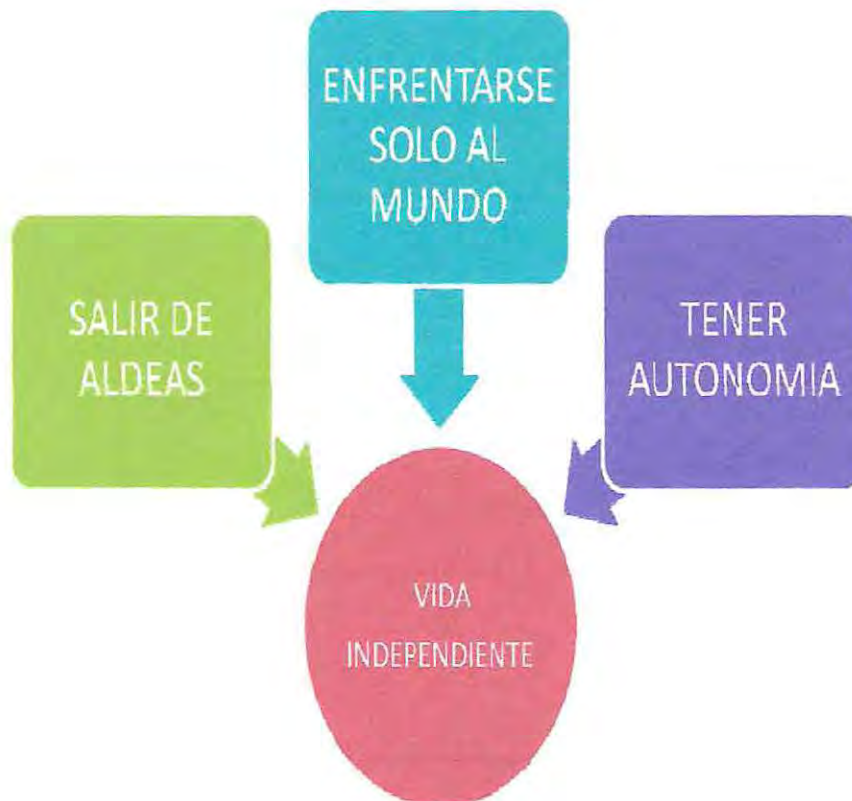 ENFRENTARSE
SOLO AL
MUNDO
SALIR DE
ALDEAS
TENER
AUTONOMIA
VIDA
INDEPENDIENTE